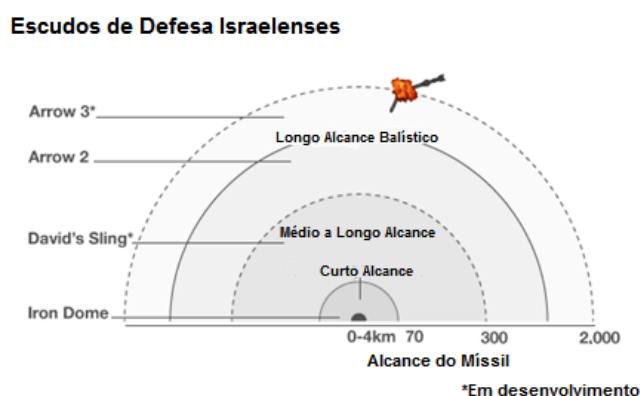 Escudos de Defesa Israelenses
Arrow 3*
Longo Alcance Balístico
Arrow 2
Médio a Longo Alcance
David's Sling*
Curto Alcance
Iron Dome
0-4km 70 300 2,000
Alcance do Míssil
*Em desenvolvimento